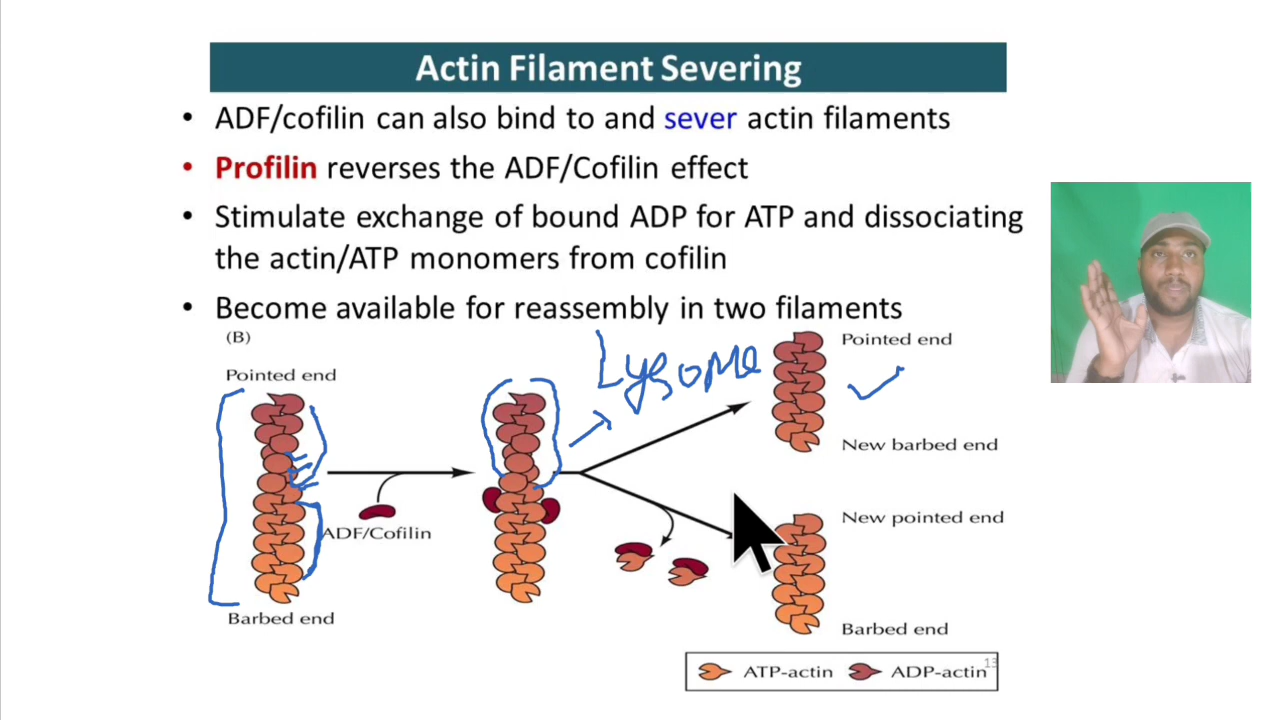 Actin Filament Severing
• ADF/cofilin can also bind to and sever actin filaments
• Profilin reverses the ADF/Cofilin effect
• Stimulate exchange of bound ADP for ATP and dissociating
the actin/ATP monomers from cofilin
• Become available for reassembly in two filaments
(B)
Pointed end
Lysome
Pointed end
New barbed end
ADF/Cofilin
New pointed end
Barbed end
Barbed end
ATP-actin ADP-actin
13